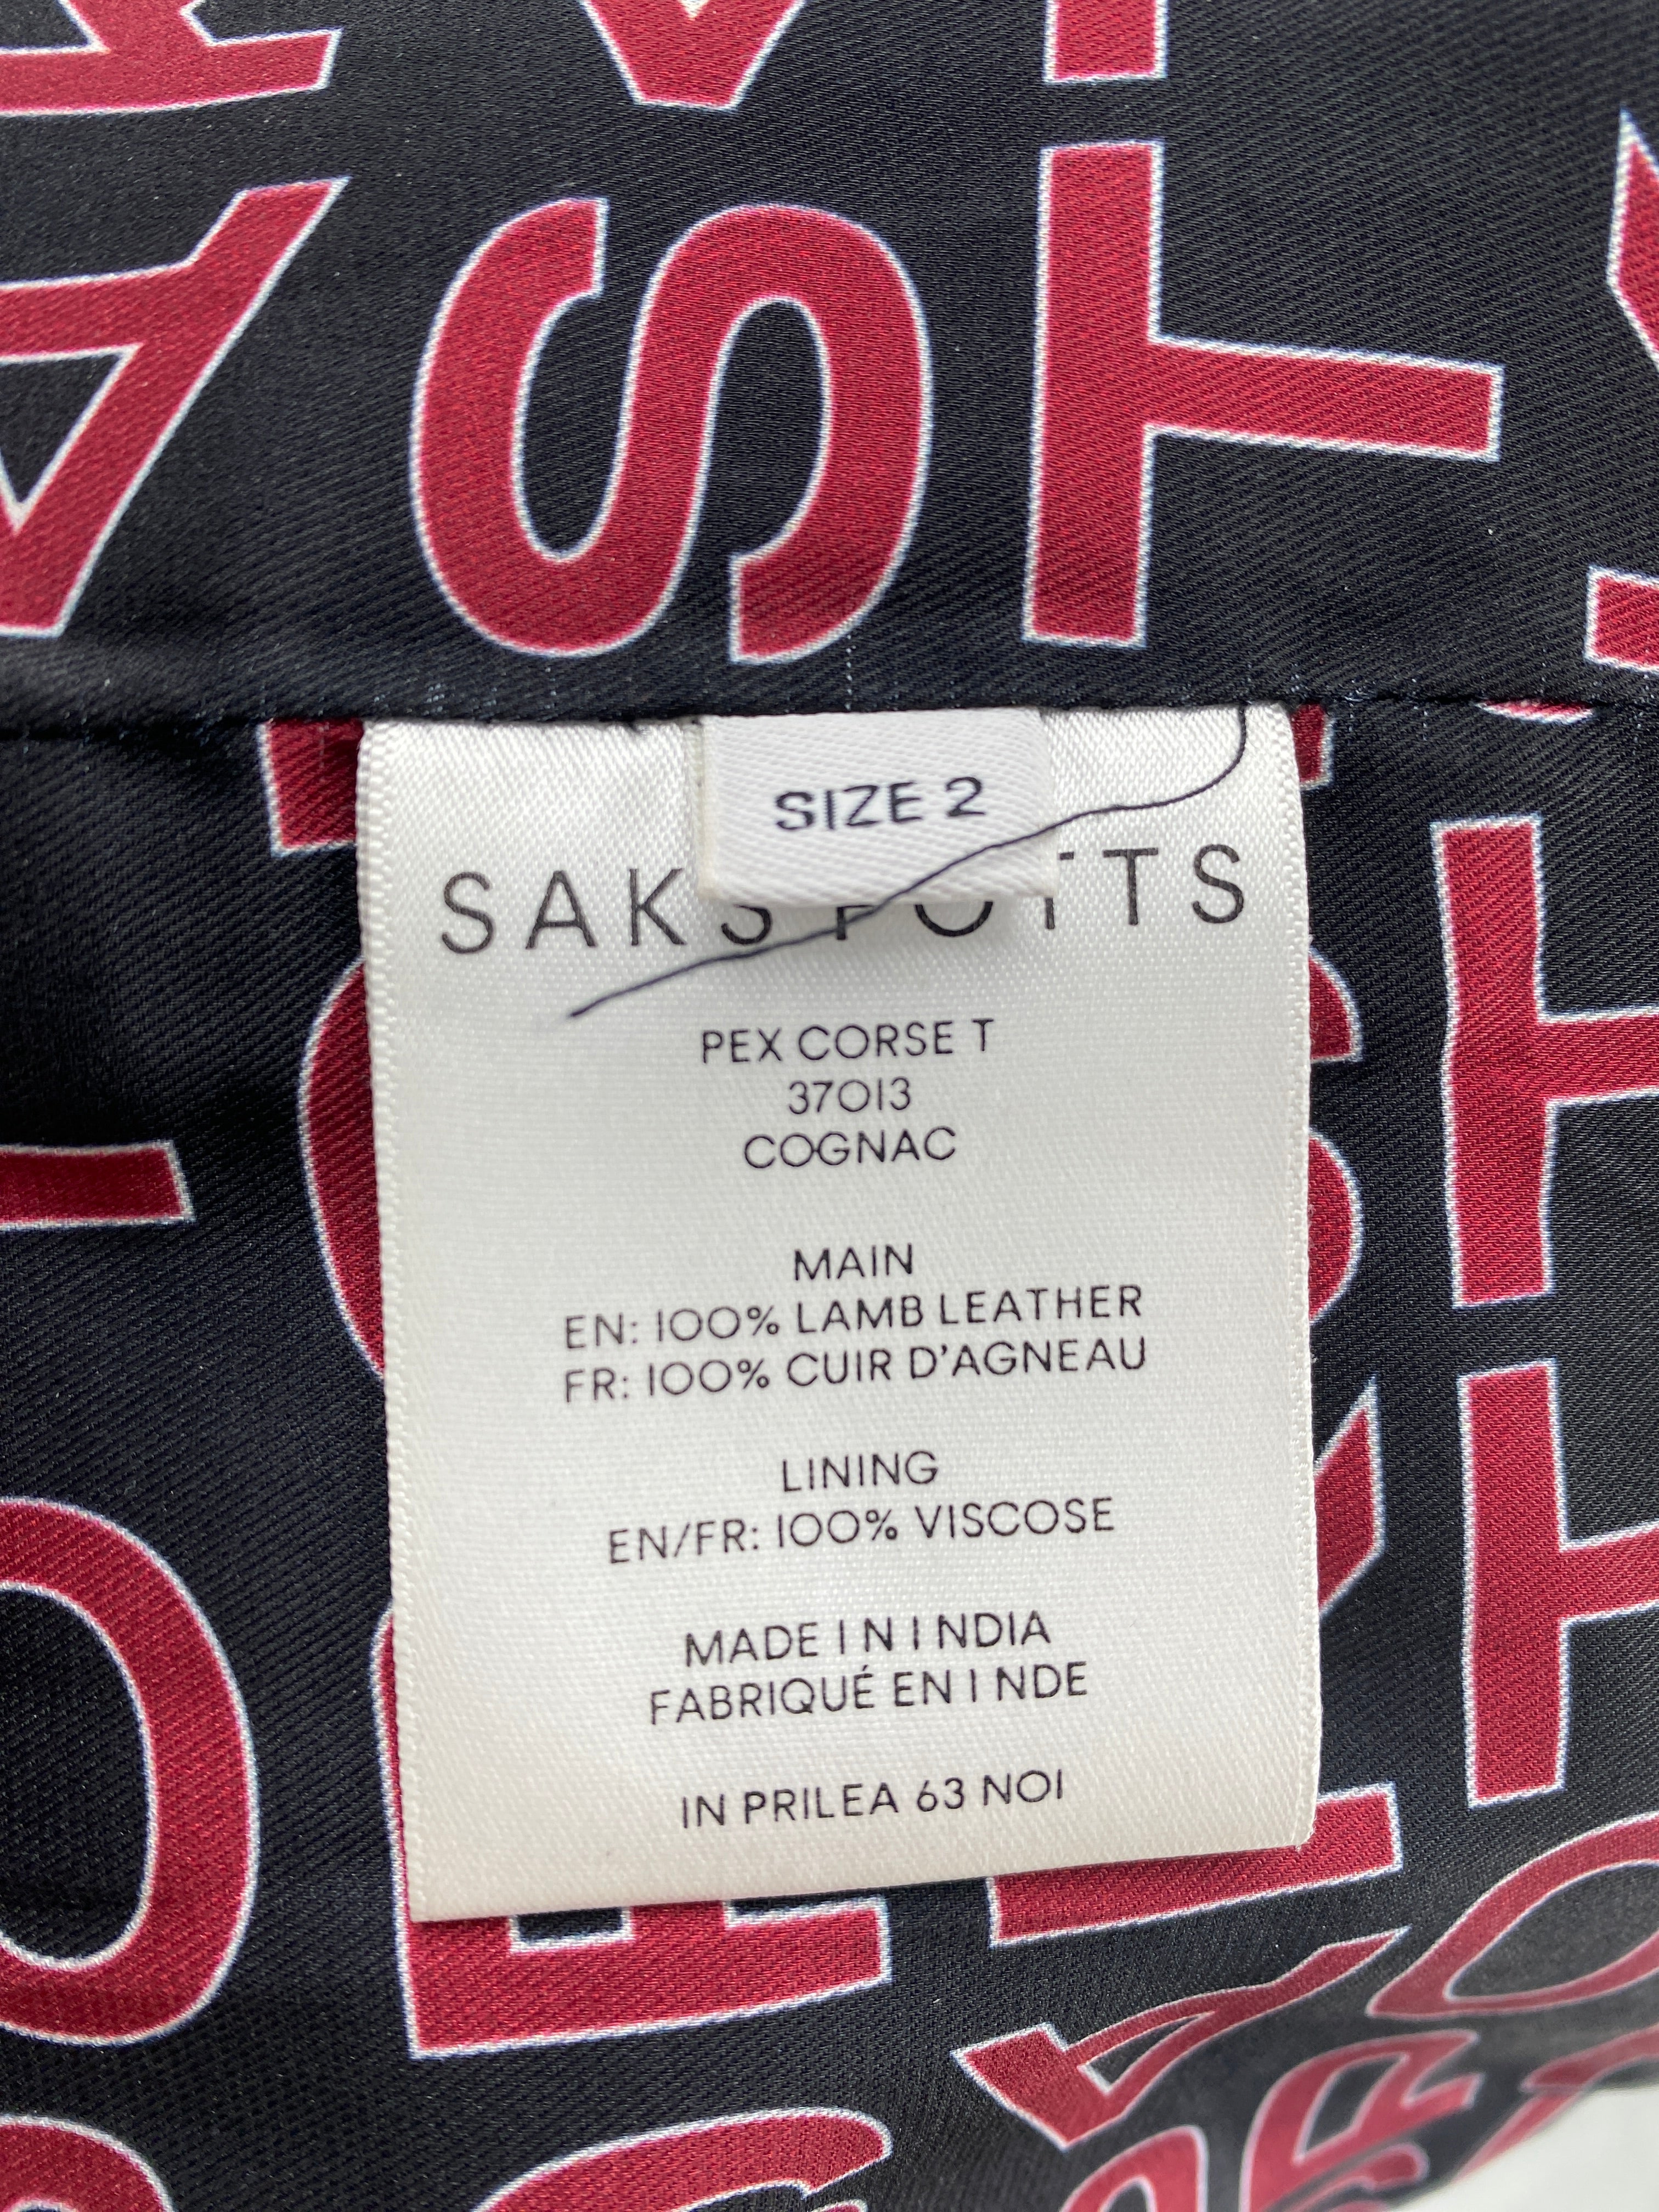 SIZE 2
SAKS POTTS
PEX CORSE T
37013
COGNAC
MAIN
EN: 100% LAMB LEATHER
FR: 100% CUIR D'AGNEAU
LINING
EN/FR: 100% VISCOSE
MADE I N I NDIA
FABRIQUÉ EN I NDE
IN PRILEA 63 NOI